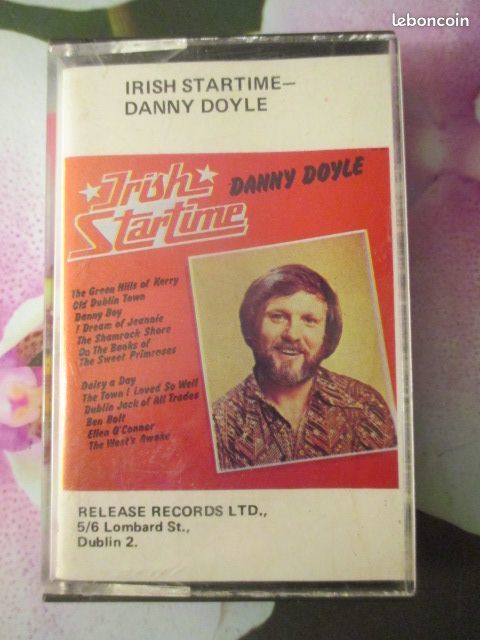 leboncoin
IRISH STARTIME—
DANNY DOYLE
Irish
Startime
DANNY DOYLE
The Green Hills of Kerry
Old Dublin Town
Danny Boy
I Dream of Jeannie
The Shamrock Shore
On The Banks of
The Sweet Primroses
Daisy a Day
The Town I Loved So Well
Dublin Jack of All Trades
Ben Bolt
Ellen O'Connor
The West's Awake
RELEASE RECORDS LTD.,
5/6 Lombard St.,
Dublin 2.